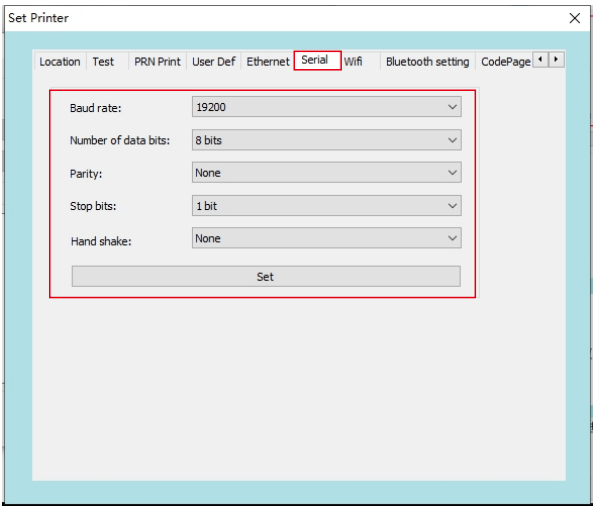 Set Printer
Location Test PRN Print User Def Ethernet Serial Wifi Bluetooth setting CodePage
Baud rate: 19200
Number of data bits: 8 bits
Parity: None
Stop bits: 1 bit
Hand shake: None
Set